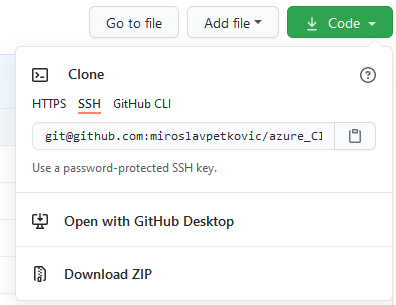 Go to file Add file Code
Clone
HTTPS SSH GitHub CLI
git@github.com:miroslavpetkovic/azure_CI
Use a password-protected SSH key.
Open with GitHub Desktop
Download ZIP